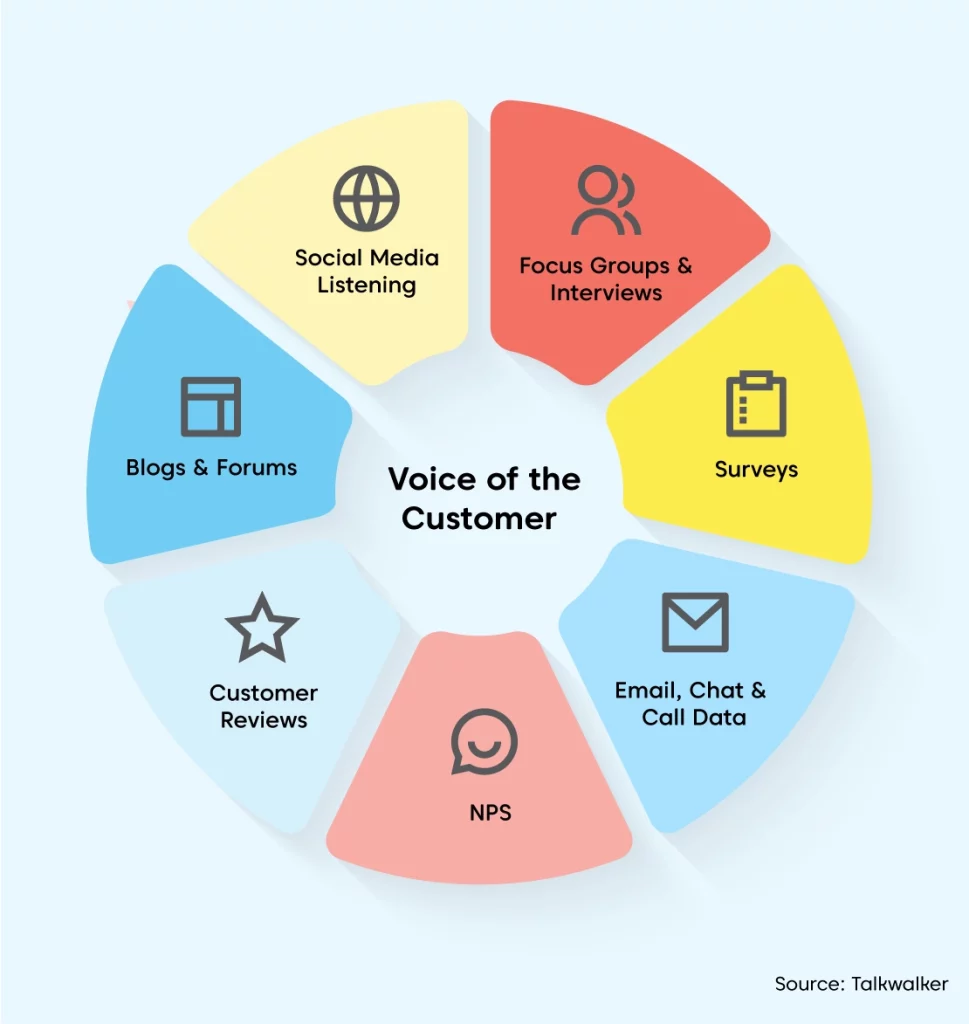 Social Media
Listening
Focus Groups &
Interviews
Blogs & Forums
Surveys
Voice of the
Customer
Customer
Reviews
Email, Chat &
Call Data
NPS
Source: Talkwalker